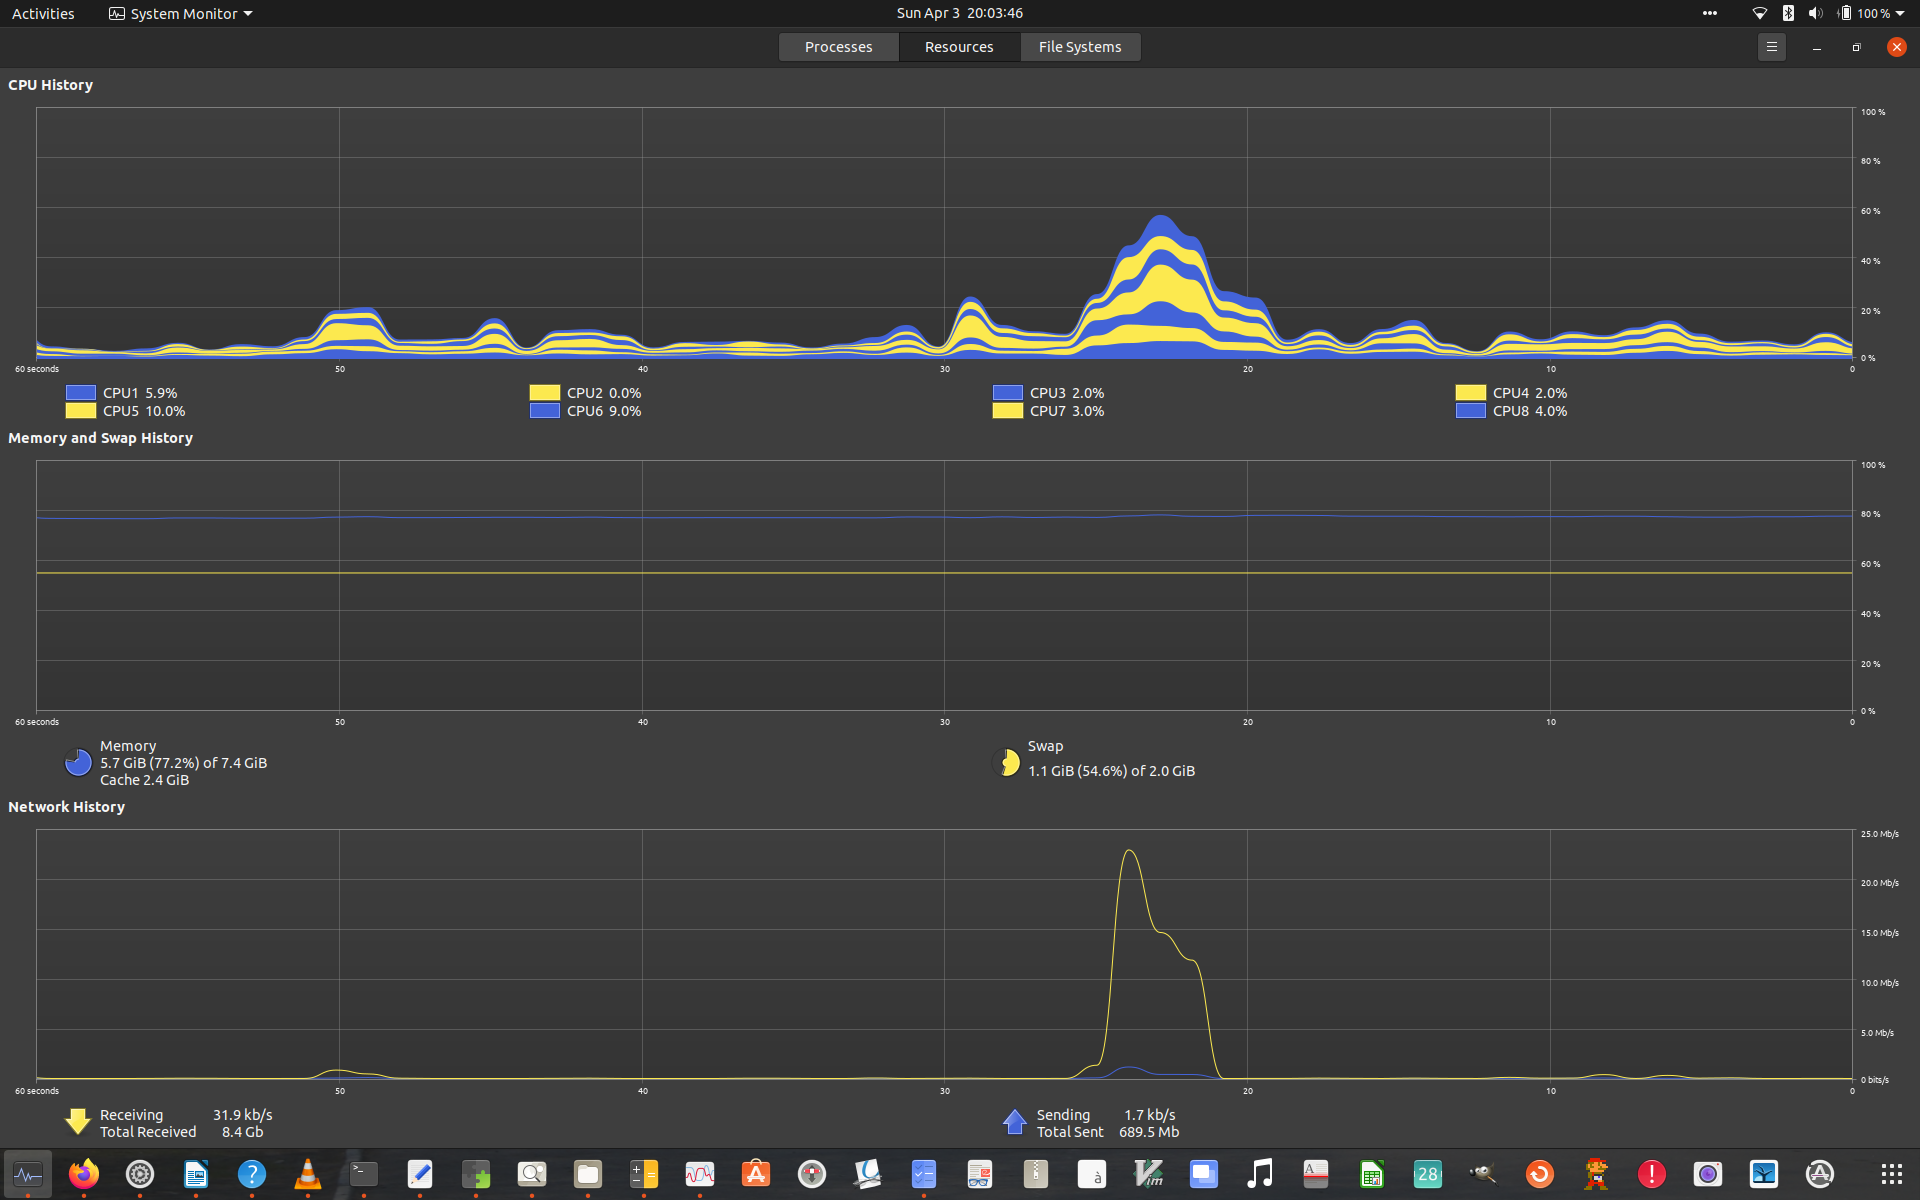 Activities System Monitor Sun Apr 3 20:03:46 100 %
Processes Resources File Systems
CPU History
100 %
80 %
60 %
40 %
20 %
0 %
60 seconds 50 40 30 20 10 0
CPU1 5.9% CPU2 0.0% CPU3 2.0% CPU4 2.0%
CPU5 10.0% CPU6 9.0% CPU7 3.0% CPU8 4.0%
Memory and Swap History
100 %
80 %
60 %
40 %
20 %
0 %
60 seconds 50 40 30 20 10 0
Memory
5.7 GiB (77.2%) of 7.4 GiB
Cache 2.4 GiB
Swap
1.1 GiB (54.6%) of 2.0 GiB
Network History
25.0 Mb/s
20.0 Mb/s
15.0 Mb/s
10.0 Mb/s
5.0 Mb/s
0 bits/s
60 seconds 50 40 30 20 10 0
Receiving 31.9 kb/s
Total Received 8.4 Gb
Sending 1.7 kb/s
Total Sent 689.5 Mb
? >_ A à Vim A 28 ! A